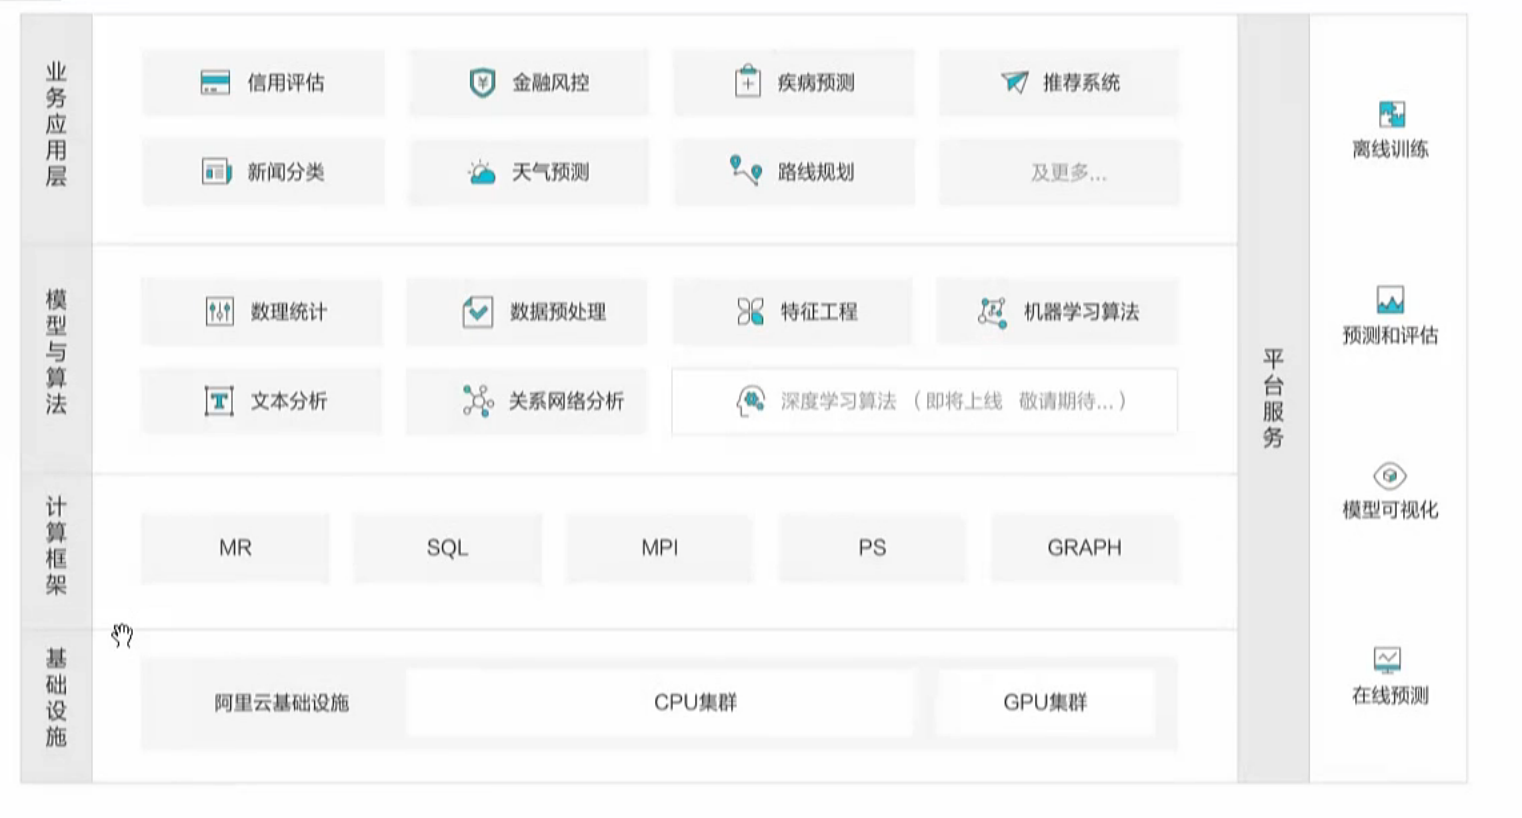 业务应用层
信用评估
金融风控
疾病预测
推荐系统
新闻分类
天气预测
路线规划
及更多...
模型与算法
数理统计
数据预处理
特征工程
机器学习算法
文本分析
关系网络分析
深度学习算法（即将上线 敬请期待...）
计算框架
MR
SQL
MPI
PS
GRAPH
基础设施
阿里云基础设施
CPU集群
GPU集群
平台服务
离线训练
预测和评估
模型可视化
在线预测